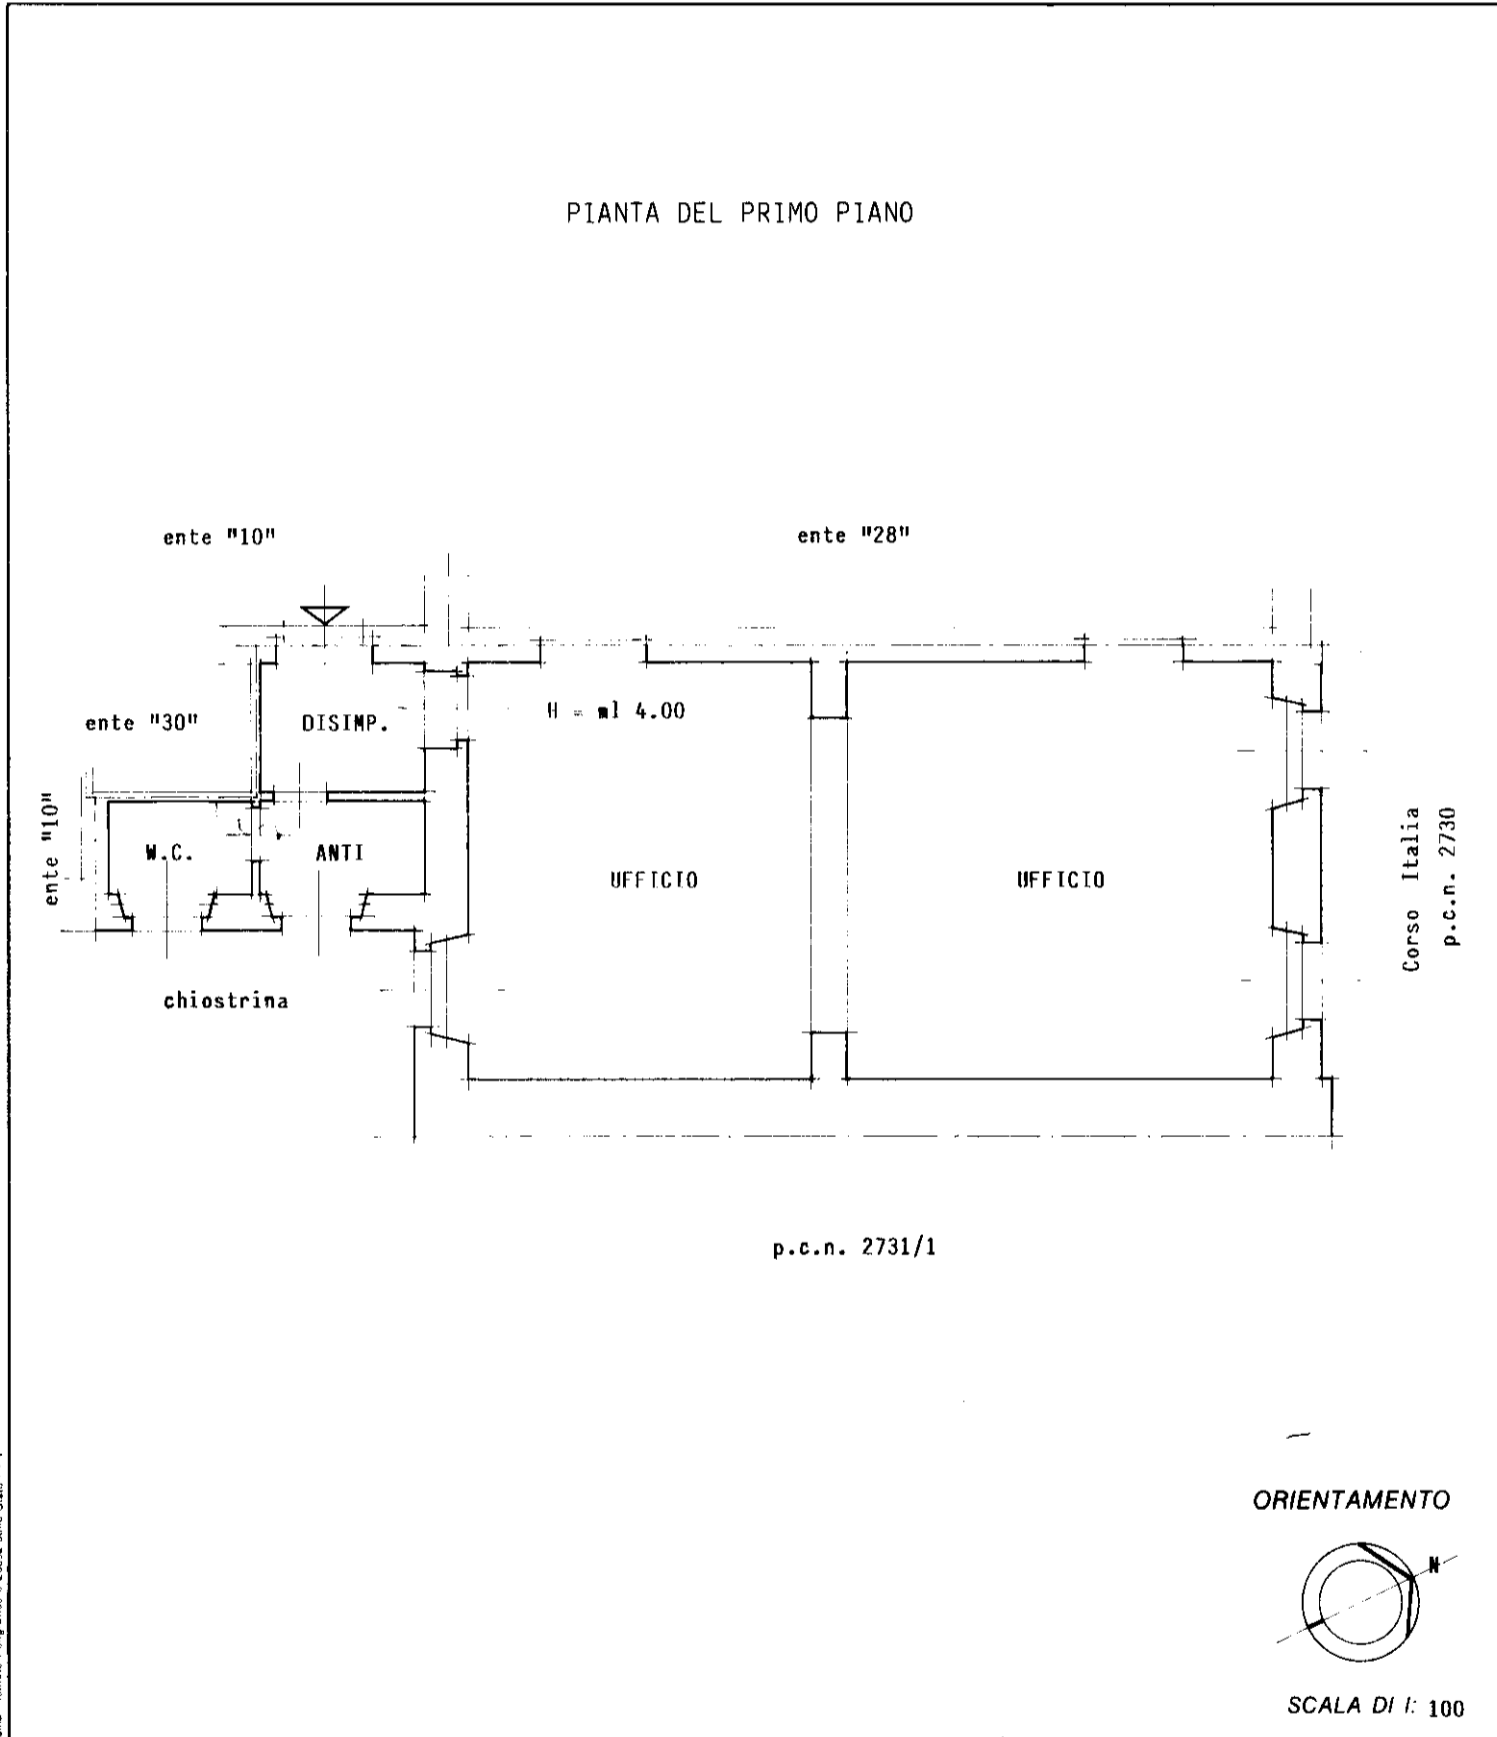 PIANTA DEL PRIMO PIANO
ente "10"
ente "28"
ente "30"
DISIMP.
H = ml 4.00
ente "10"
W.C.
ANTI
UFFICIO
UFFICIO
Corso Italia
p.c.n. 2730
chiostrina
p.c.n. 2731/1
ORIENTAMENTO
N
SCALA DI I: 100